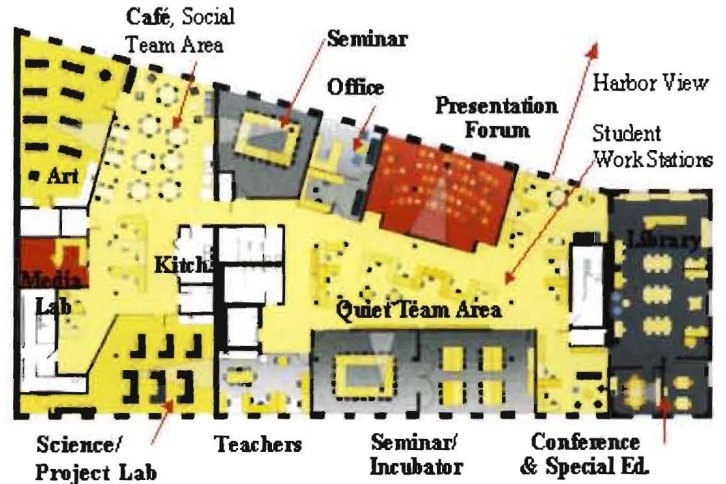 Café, Social
Team Area
Seminar
Office
Presentation
Forum
Harbor View
Student
Work Stations
Art
Library
Media
Lab
Kitch.
Quiet Team Area
Science/
Project Lab
Teachers
Seminar/
Incubator
Conference
& Special Ed.